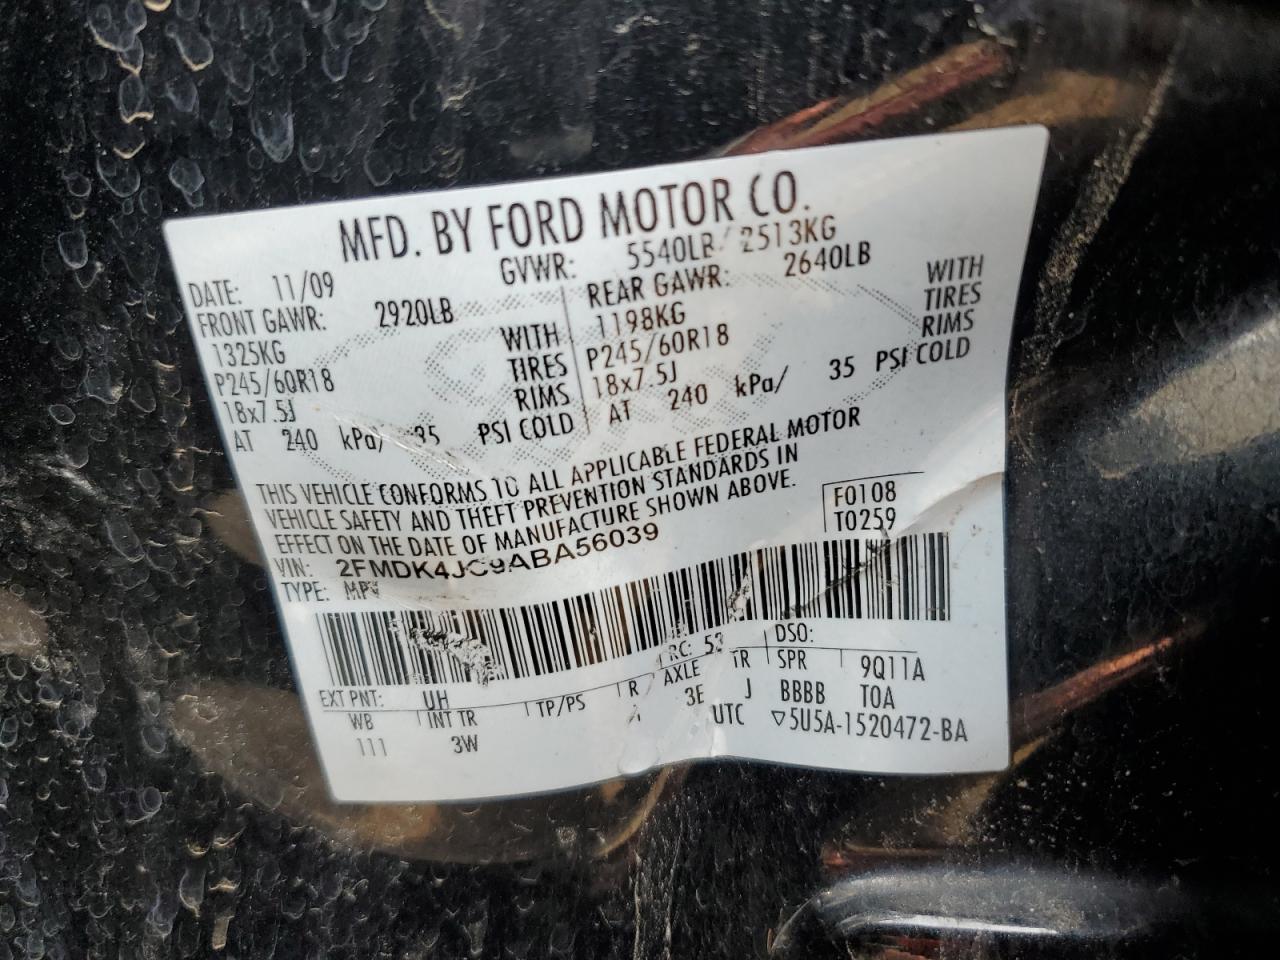 MFD. BY FORD MOTOR CO.
DATE: 11/09 GVWR: 5540LB/ 2513KG
FRONT GAWR: 2920LB REAR GAWR: 2640LB
1325KG WITH 1198KG WITH
P245/60R18 TIRES P245/60R18 TIRES
18x7.5J RIMS 18x7.5J RIMS
AT 240 kPa/ 35 PSI COLD AT 240 kPa/ 35 PSI COLD
THIS VEHICLE CONFORMS TO ALL APPLICABLE FEDERAL MOTOR
VEHICLE SAFETY AND THEFT PREVENTION STANDARDS IN
EFFECT ON THE DATE OF MANUFACTURE SHOWN ABOVE.
F0108
T0259
VIN: 2FMDK4JC9ABA56039
TYPE: MPV
EXT PNT: UH RC: 53 DSO:
WB INT TR TP/PS R AXLE TR SPR 9Q11A
111 3W 3E J BBBB TOA
UTC ▽5U5A-1520472-BA